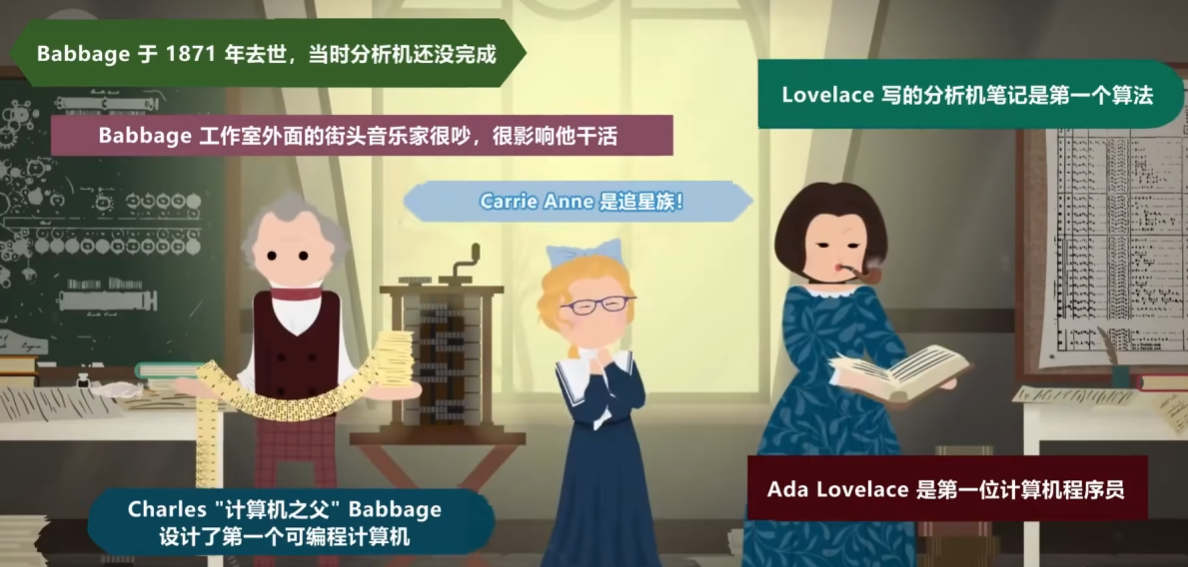 Babbage 于 1871 年去世，当时分析机还没完成
Lovelace 写的分析机笔记是第一个算法
Babbage 工作室外面的街头音乐家很吵，很影响他干活
Carrie Anne 是追星族！
Ada Lovelace 是第一位计算机程序员
Charles "计算机之父" Babbage
设计了第一个可编程计算机